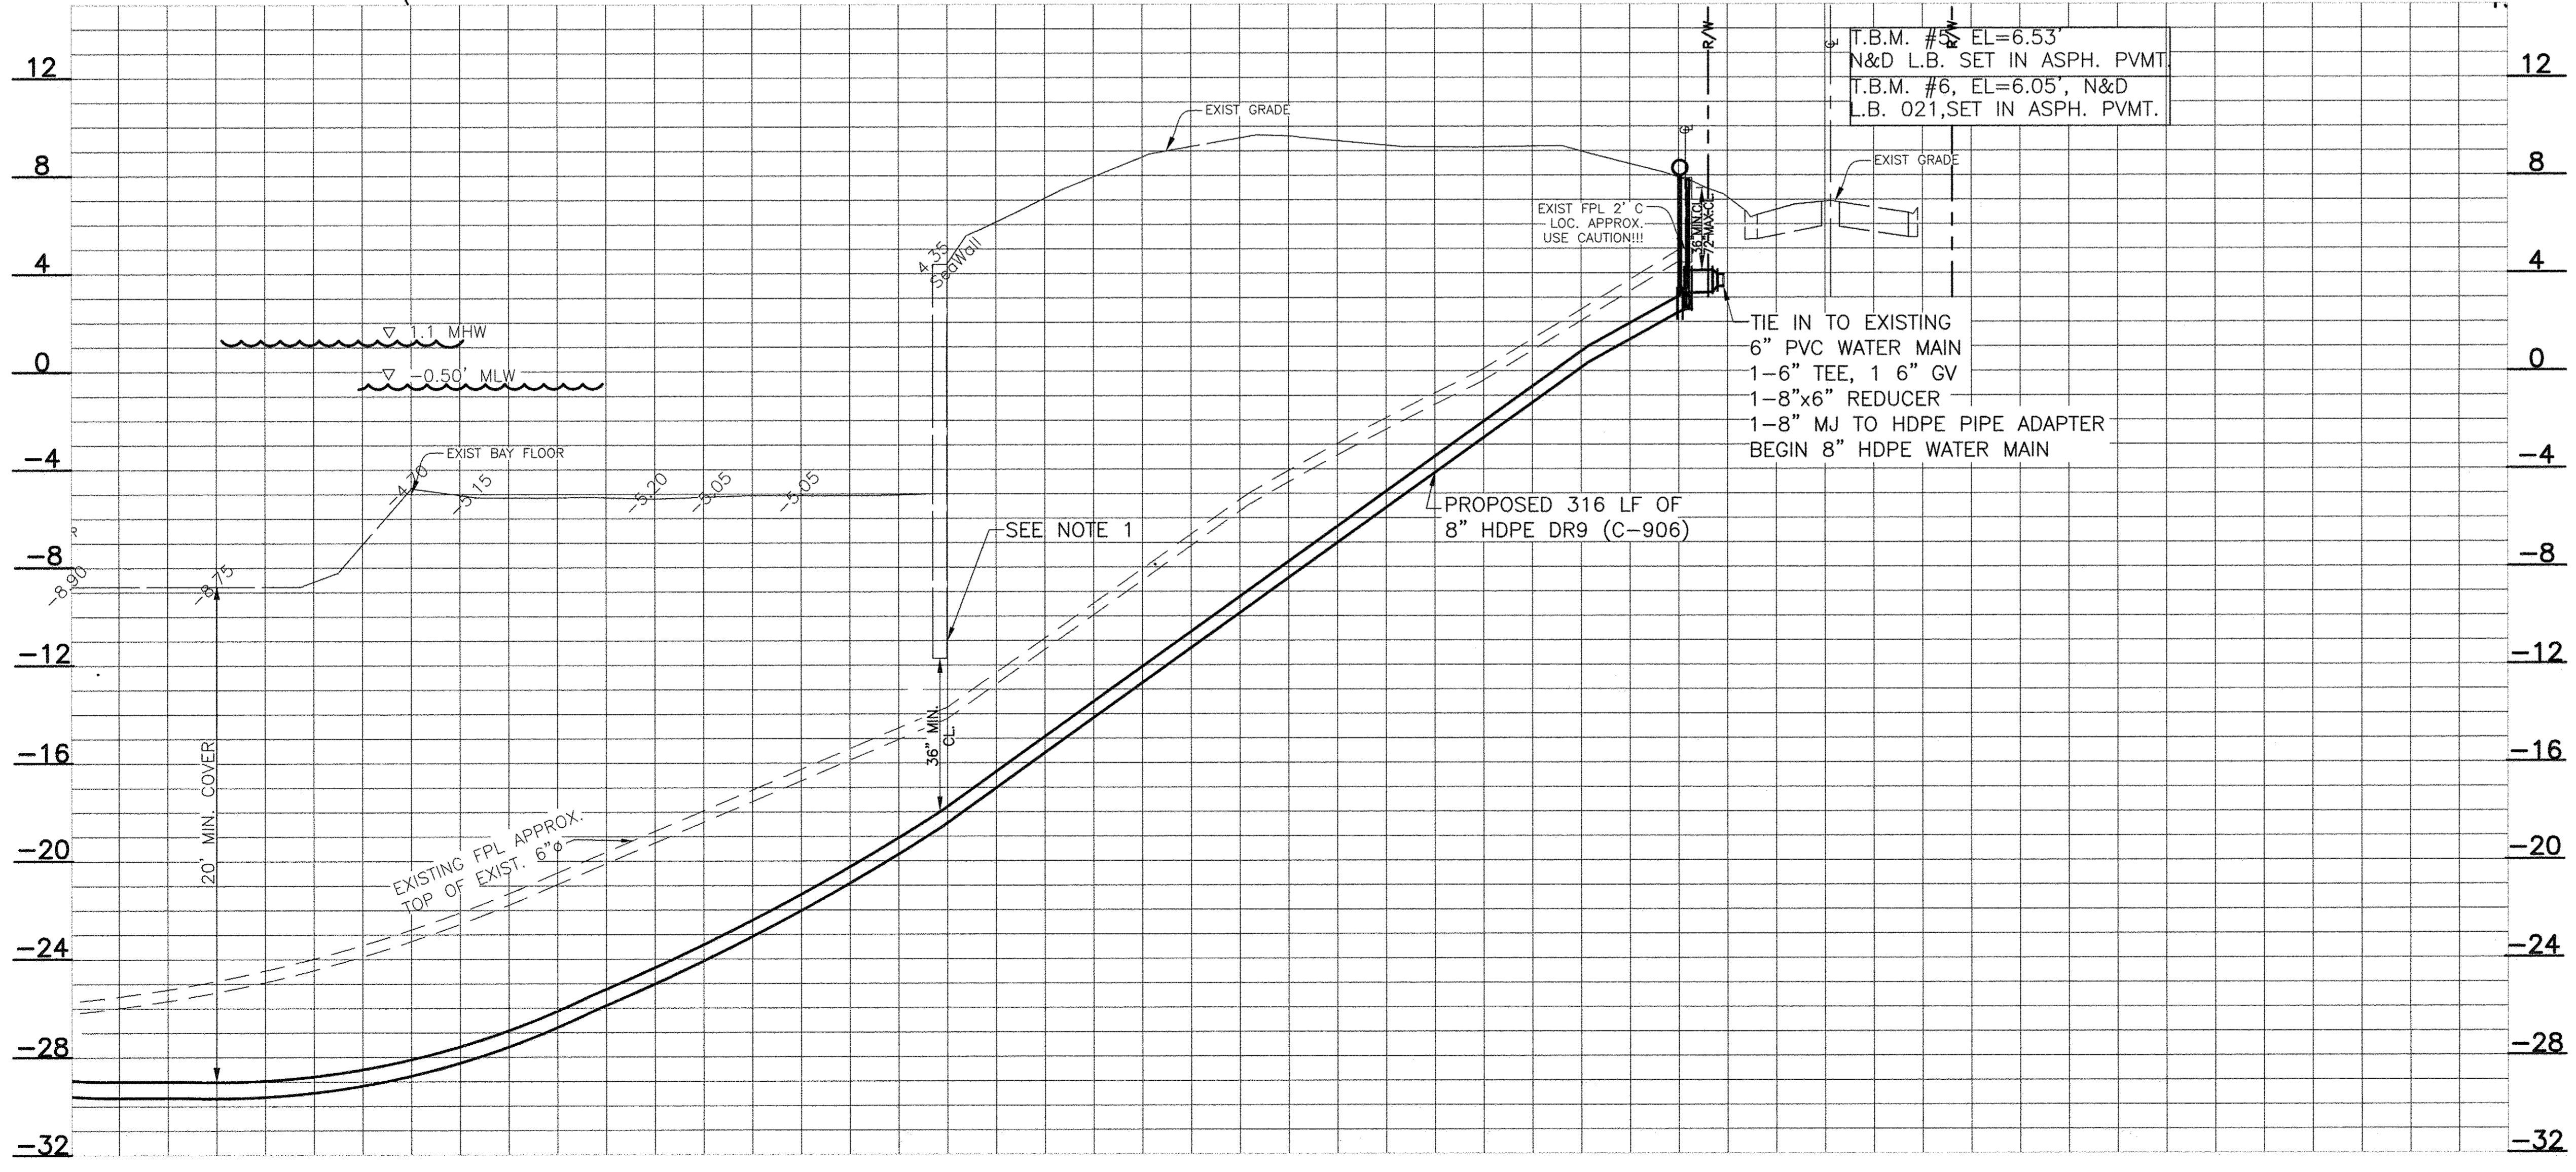 12
8
4
0
-4
-8
-12
-16
-20
-24
-28
-32
12
8
4
0
-4
-8
-12
-16
-20
-24
-28
-32
R/W
℄
R/W
T.B.M. #5, EL=6.53'
N&D L.B. SET IN ASPH. PVMT.
T.B.M. #6, EL=6.05', N&D
L.B. 021,SET IN ASPH. PVMT.
EXIST GRADE
EXIST GRADE
EXIST FPL 2' C
LOC. APPROX.
USE CAUTION!!!
36" MIN.CL
72" MAX.CL
4.35
SeaWall
1.1 MHW
-0.50' MLW
TIE IN TO EXISTING
6" PVC WATER MAIN
1-6" TEE, 1 6" GV
1-8"x6" REDUCER
1-8" MJ TO HDPE PIPE ADAPTER
BEGIN 8" HDPE WATER MAIN
EXIST BAY FLOOR
-4.70
-5.15
-5.20
-5.05
-5.05
PROPOSED 316 LF OF
8" HDPE DR9 (C-906)
SEE NOTE 1
R
-8.90
-8.75
36" MIN.
CL.
20' MIN. COVER
EXISTING FPL APPROX.
TOP OF EXIST. 6"ø